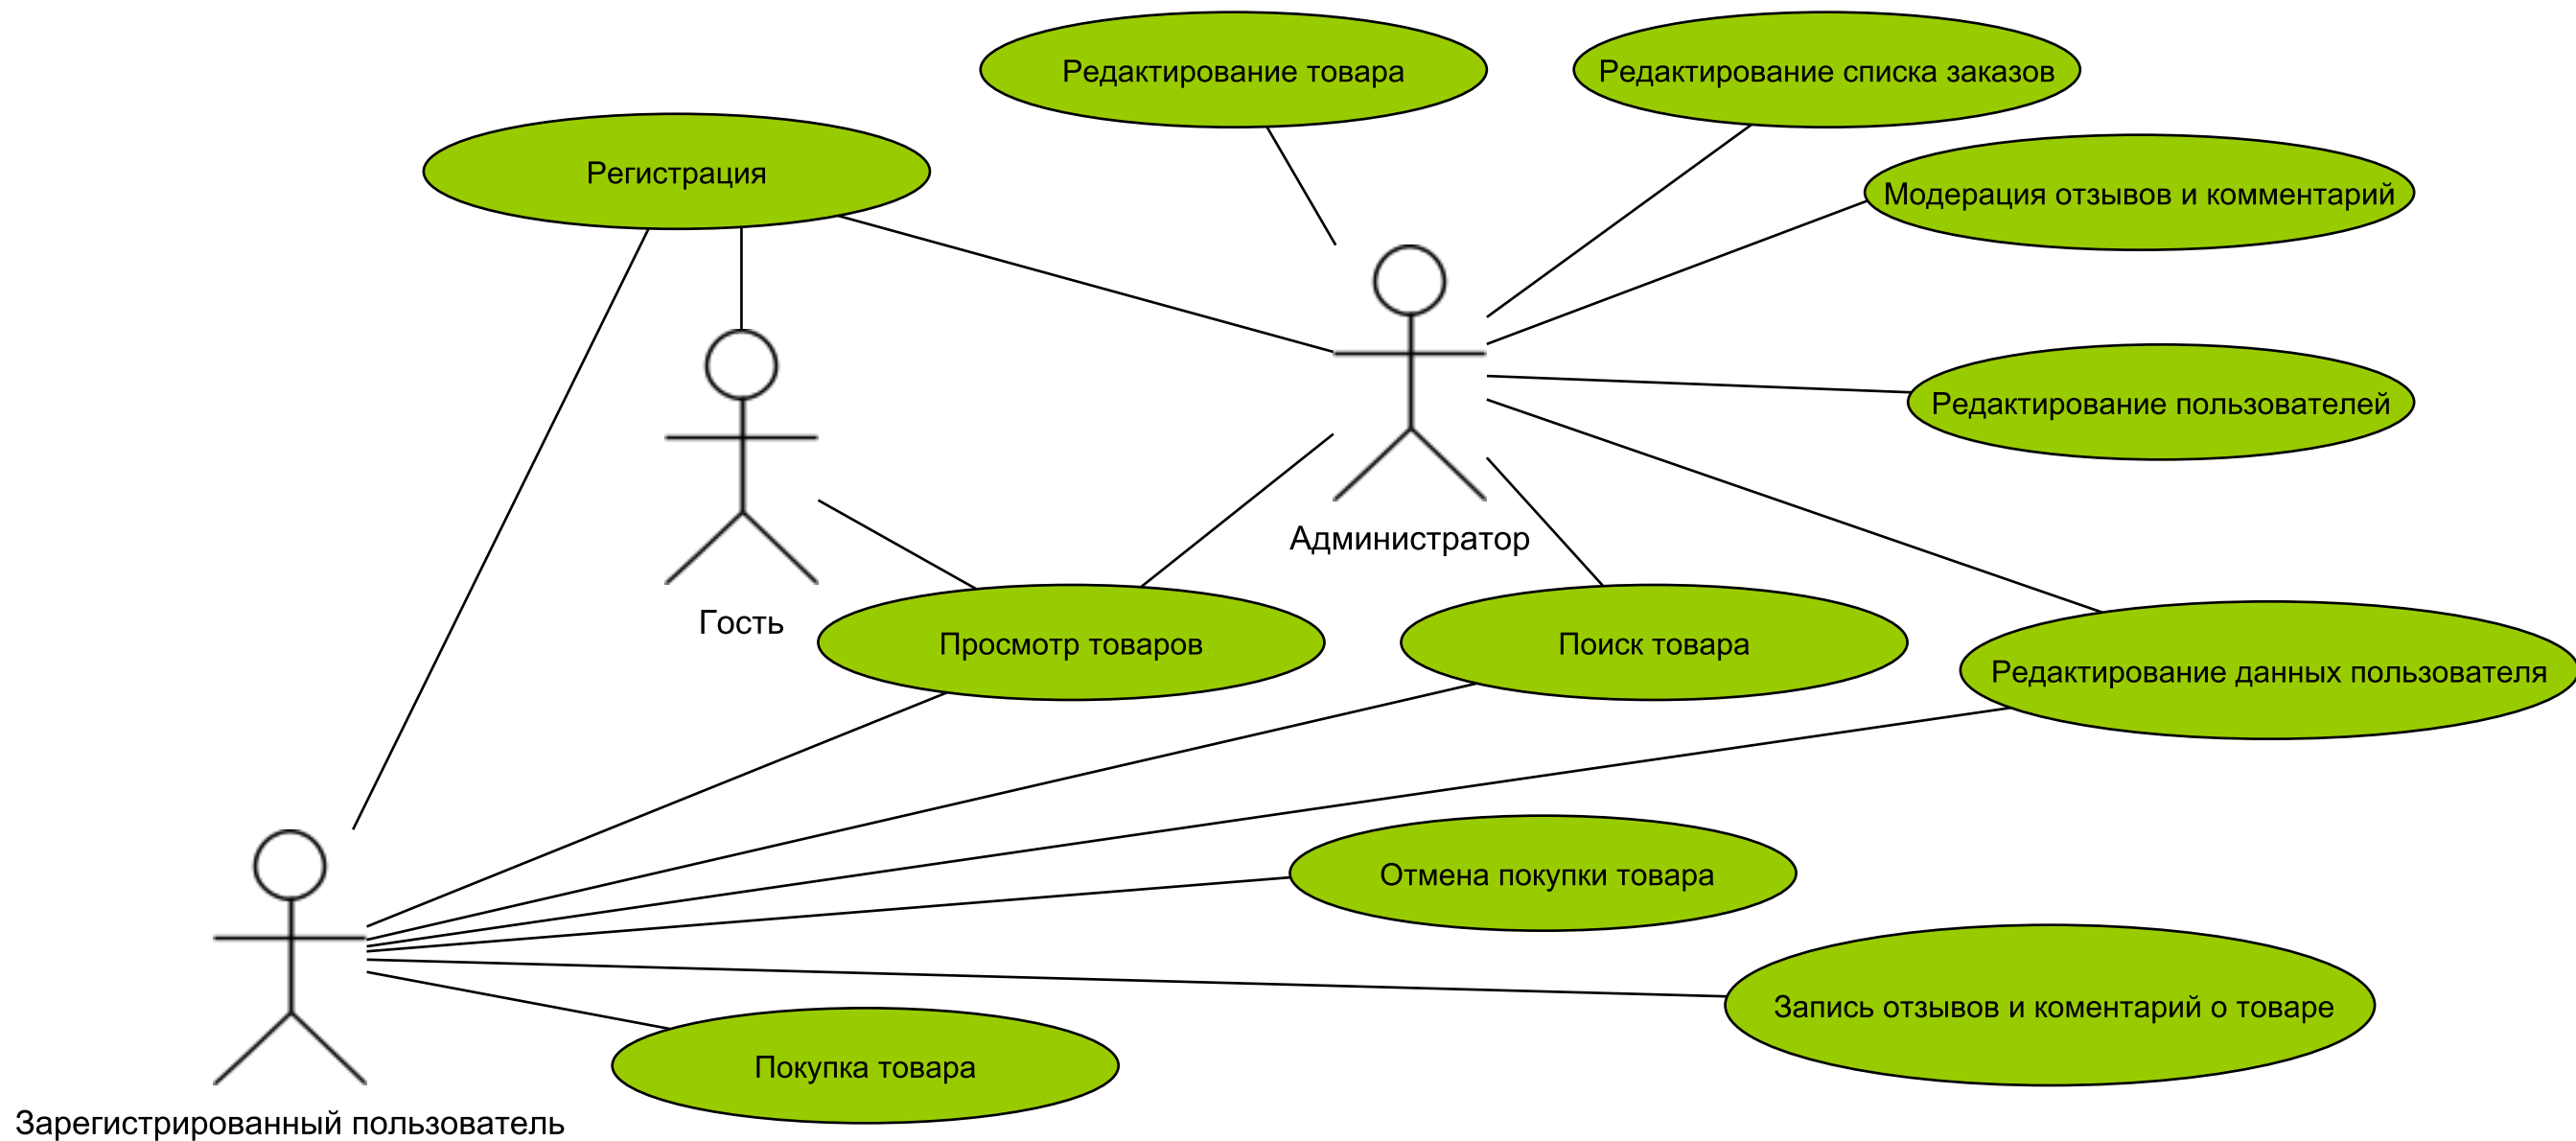 Редактирование товара
Редактирование списка заказов
Регистрация
Модерация отзывов и комментарий
Редактирование пользователей
Администратор
Гость
Просмотр товаров
Поиск товара
Редактирование данных пользователя
Отмена покупки товара
Запись отзывов и коментарий о товаре
Покупка товара
Зарегистрированный пользователь